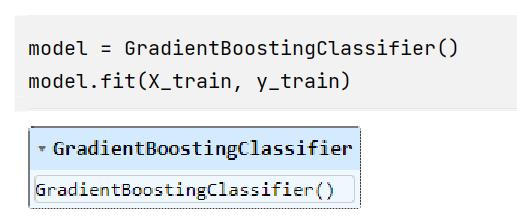 model = GradientBoostingClassifier()
model.fit(X_train, y_train)
GradientBoostingClassifier
GradientBoostingClassifier()